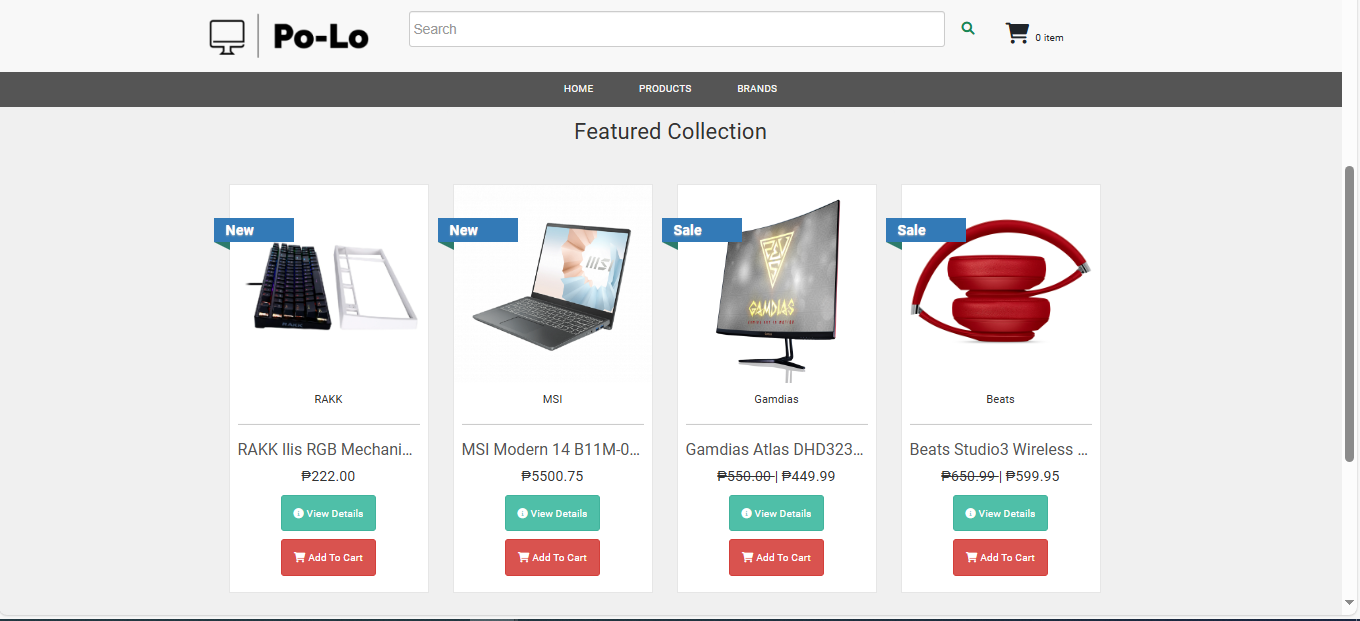 Po-Lo
Search
0 item
HOME PRODUCTS BRANDS
Featured Collection
New
New
Sale
Sale
MSI
GAMDIAS
RAKK
MSI
Gamdias
Beats
RAKK Ilis RGB Mechani...
MSI Modern 14 B11M-0...
Gamdias Atlas DHD323...
Beats Studio3 Wireless ...
₱222.00
₱5500.75
₱550.00 | ₱449.99
₱650.99 | ₱599.95
View Details
View Details
View Details
View Details
Add To Cart
Add To Cart
Add To Cart
Add To Cart